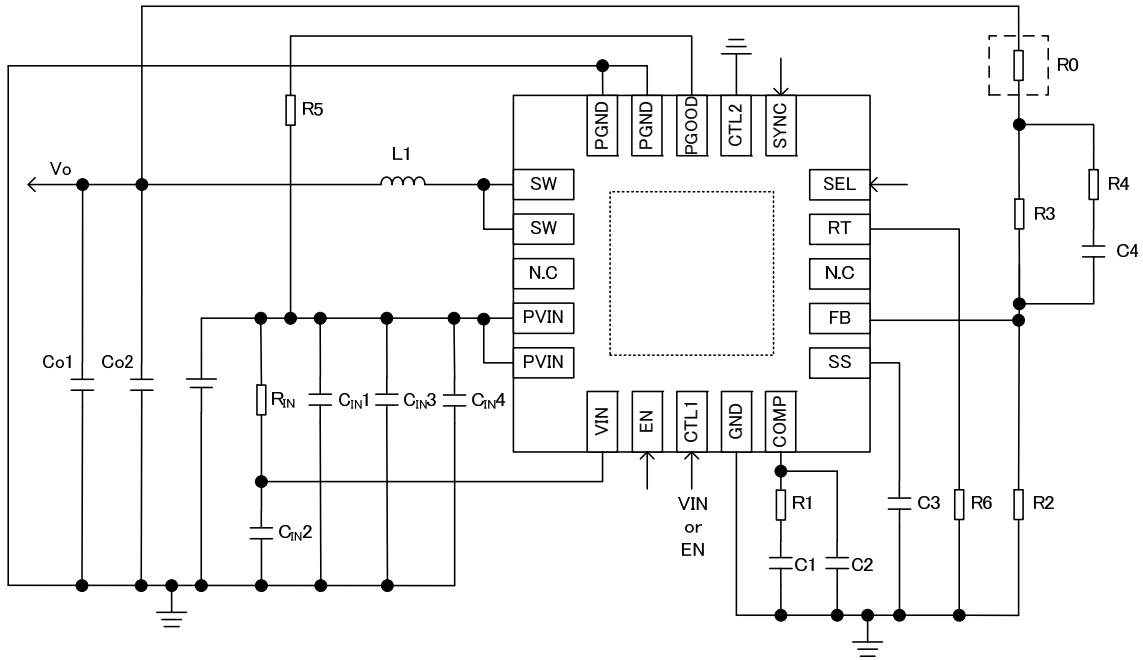 R0
R5
PGND
PGND
PGOOD
CTL2
SYNC
L1
Vo
SW
SEL
R4
SW
RT
R3
C4
N.C
N.C
PVIN
FB
Co1
Co2
PVIN
SS
RIN
CIN1
CIN3
CIN4
VIN
EN
CTL1
GND
COMP
VIN
or
EN
R1
C3
R6
R2
CIN2
C1
C2